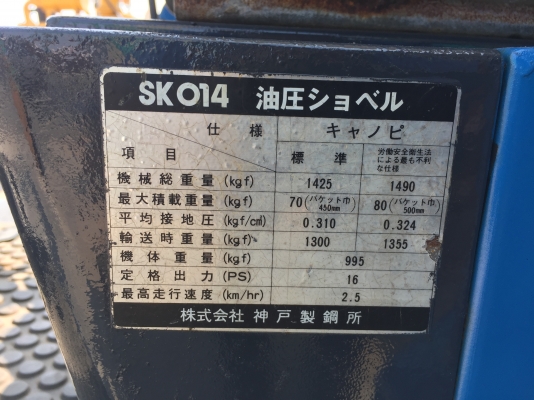 SK014 油圧ショベル
仕様 キャノピ
項目 標準 労働安全衛生法による最も不利な仕様
機械総重量(kgf) 1425 1490
最大積載重量(kgf) 70(バケット巾450mm) 80(バケット巾500mm)
平均接地圧(kgf/c㎡) 0.310 0.324
輸送時重量(kgf) 1300 1355
機体重量(kgf) 995
定格出力(PS) 16
最高走行速度(km/hr) 2.5
株式会社 神戸製鋼所